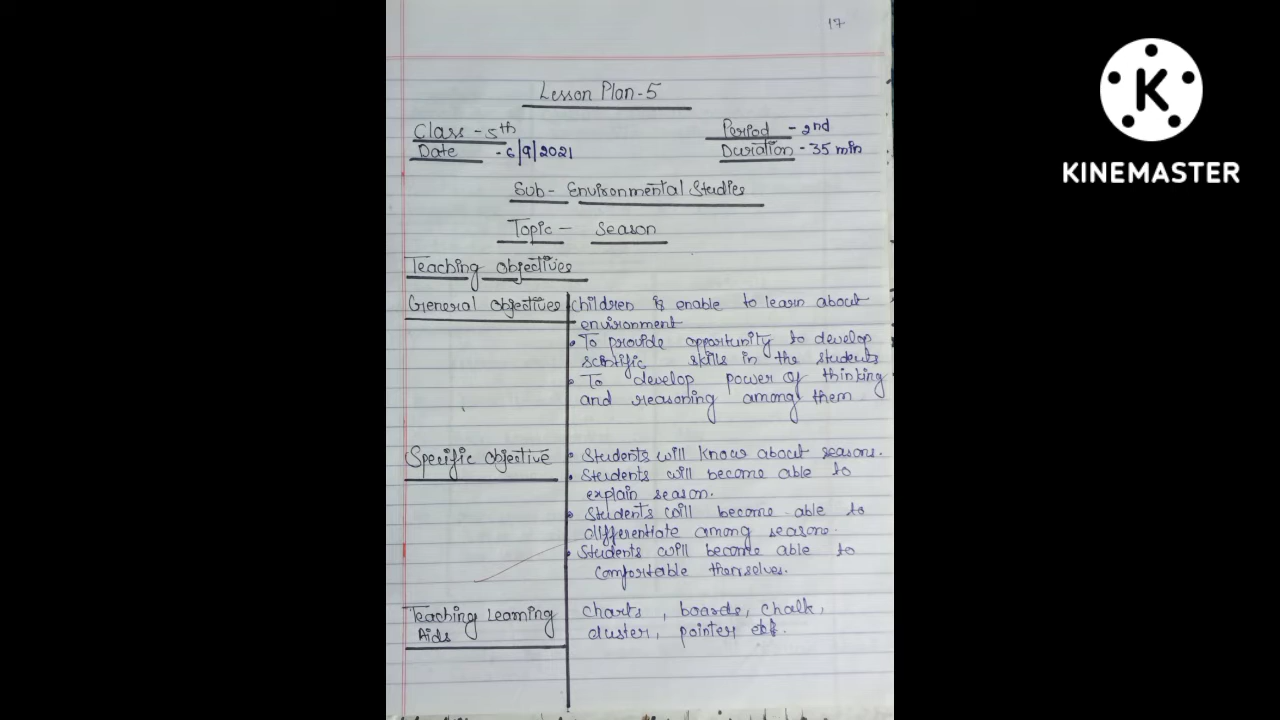 17
Lesson Plan-5
Class - 5th
Period - 2nd
Date - 6/9/2021
Duration - 35 min
Sub- Environmental Studies
Topic - Season
Teaching Objectives
General Objectives
Children is enable to learn about
environment
• To provide opportunity to develop
scntific skills in the students
• To develop power of thinking
and reasoning among them
Specific Objective
• Students will know about seasons.
• Students will become able to
explain season.
• Students will become able to
differentiate among seasons.
• Students will become able to
comfortable themselves.
Teaching Learning
Aids
charts, boards, chalk,
duster, pointer etc.
K
KINEMASTER